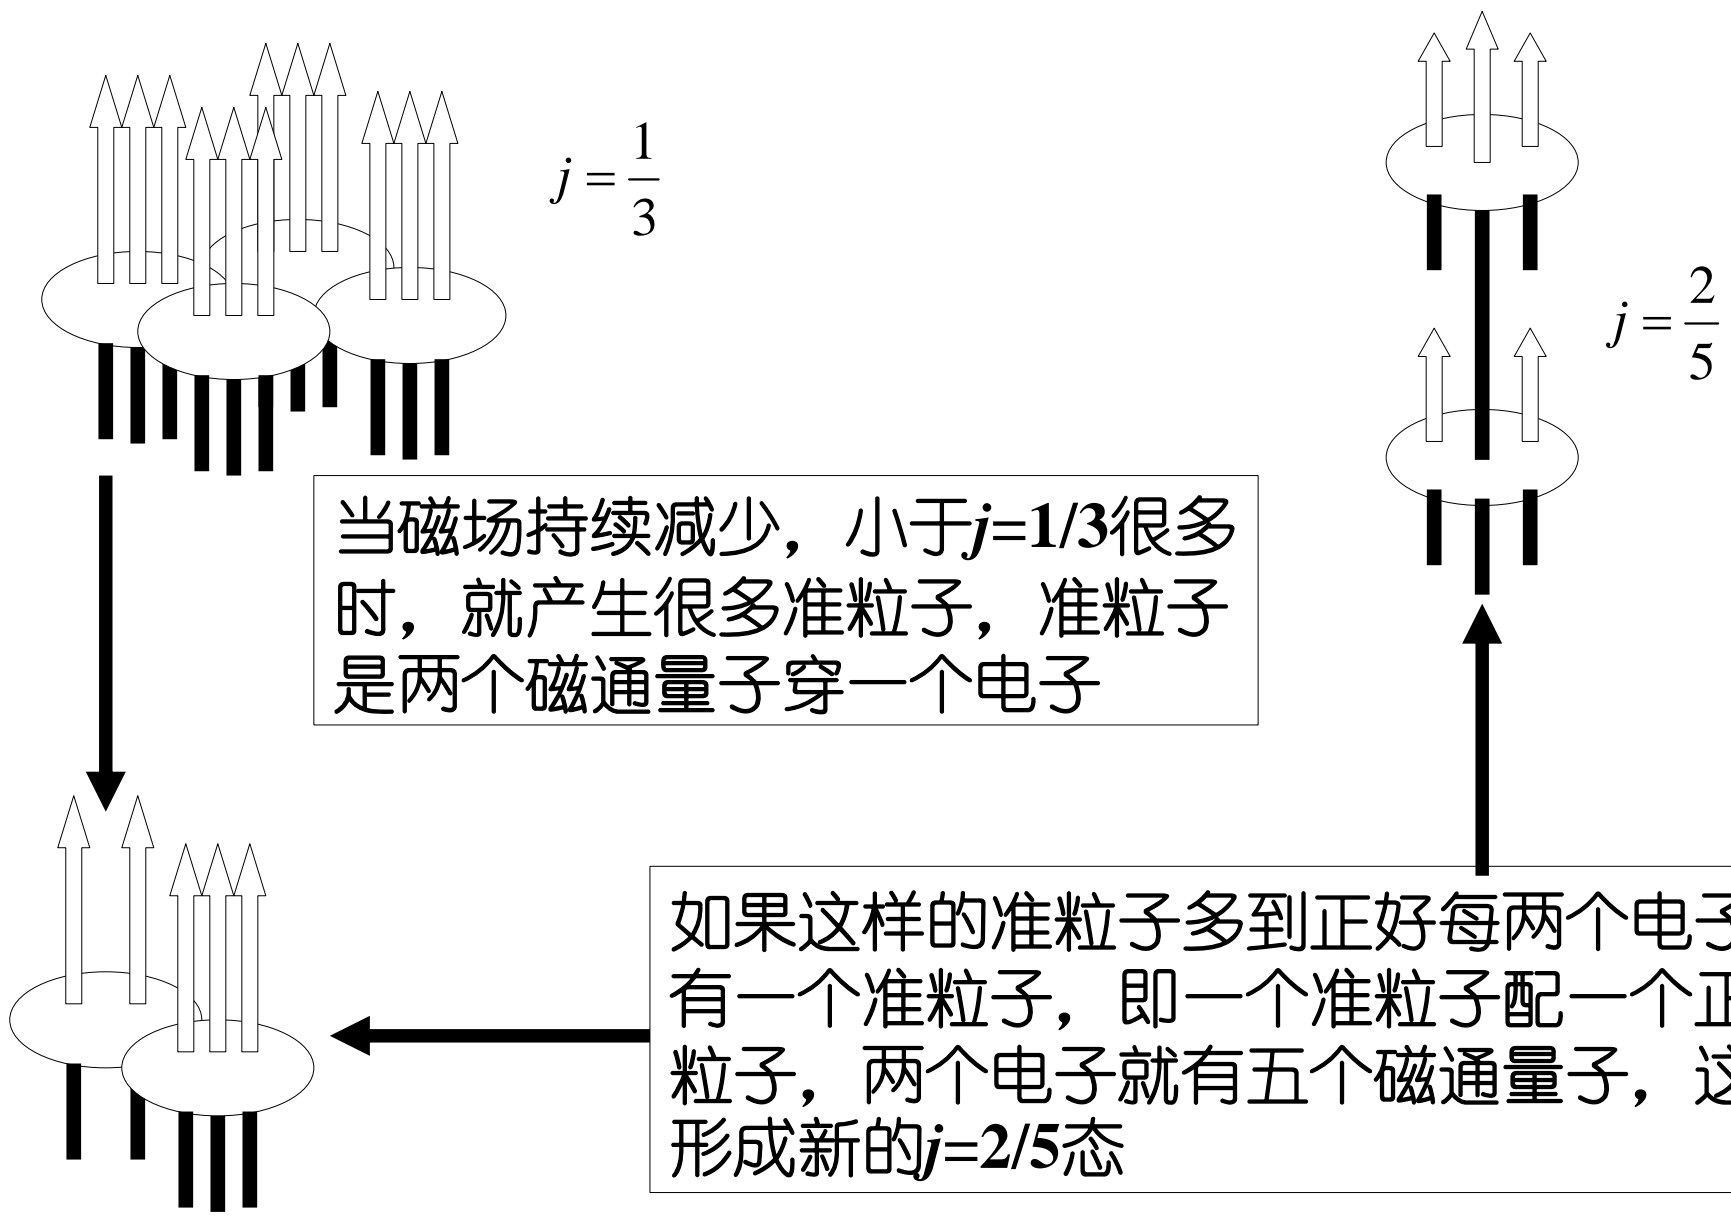 j = 1/3
j = 2/5
当磁场持续减少，小于j=1/3很多
时，就产生很多准粒子，准粒子
是两个磁通量子穿一个电子
如果这样的准粒子多到正好每两个电子
有一个准粒子，即一个准粒子配一个正
粒子，两个电子就有五个磁通量子，这
形成新的j=2/5态